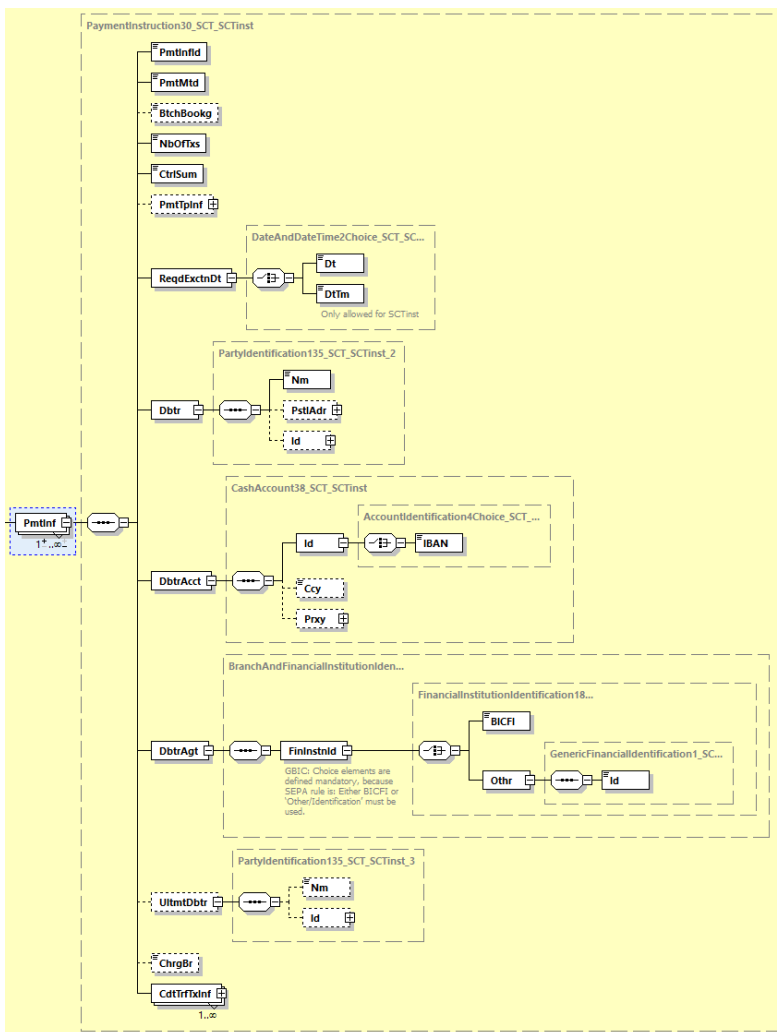 PaymentInstruction30_SCT_SCTinst
PmtInfId
PmtMtd
BtchBookg
NbOfTxs
CtrlSum
PmtTpInf
DateAndDateTime2Choice_SCT_SC...
ReqdExctnDt
Dt
DtTm
Only allowed for SCTinst
PartyIdentification135_SCT_SCTinst_2
Dbtr
Nm
PstlAdr
Id
CashAccount38_SCT_SCTinst
PmtInf
1+..∞
AccountIdentification4Choice_SCT_...
Id
IBAN
DbtrAcct
Ccy
Prxy
BranchAndFinancialInstitutionIden...
FinancialInstitutionIdentification18...
DbtrAgt
FinInstnId
GBIC: Choice elements are
defined mandatory, because
SEPA rule is: Either BICFI or
'Other/Identification' must be
used.
BICFI
GenericFinancialIdentification1_SC...
Othr
Id
PartyIdentification135_SCT_SCTinst_3
UltmtDbtr
Nm
Id
ChrgBr
CdtTrfTxInf
1..∞